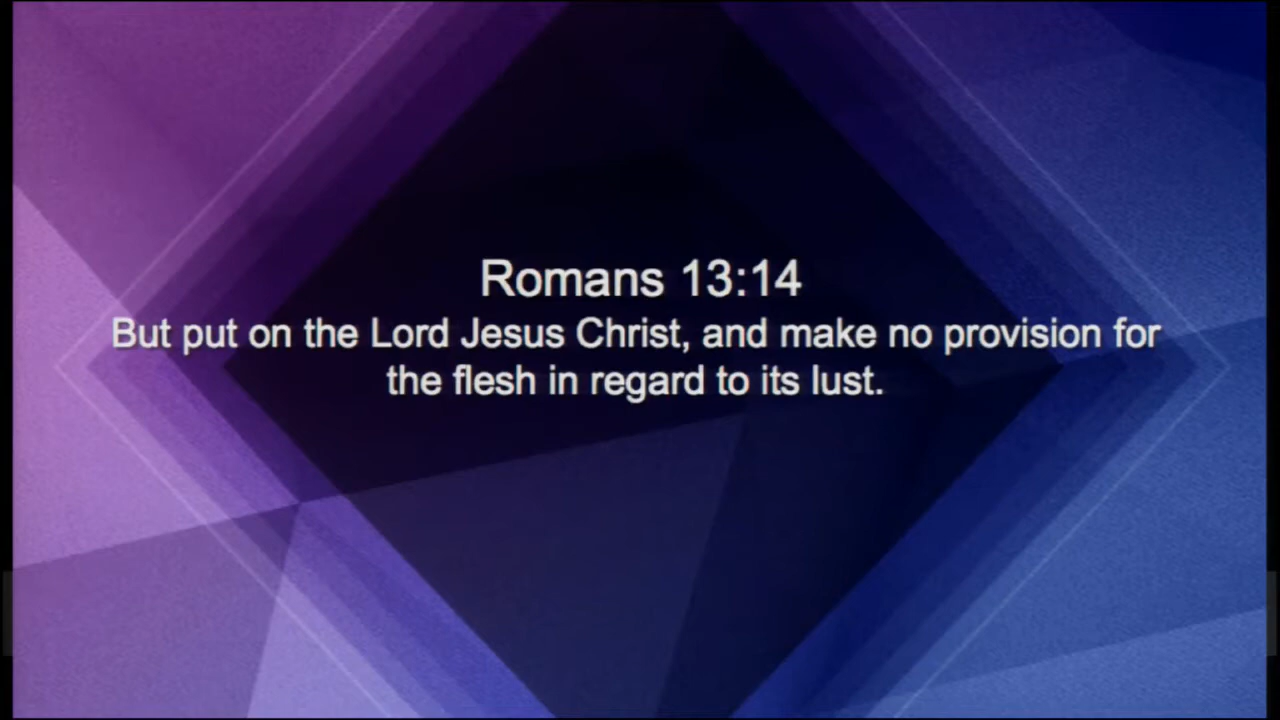 Romans 13:14
But put on the Lord Jesus Christ, and make no provision for
the flesh in regard to its lust.